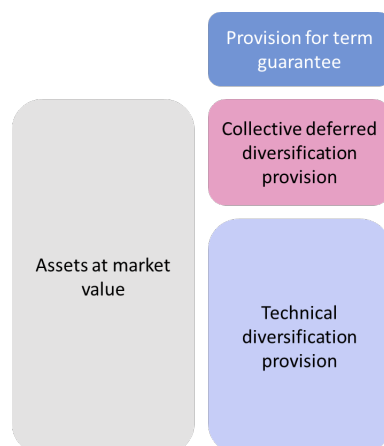 Provision for term
guarantee
Collective deferred
diversification
provision
Assets at market
value
Technical
diversification
provision